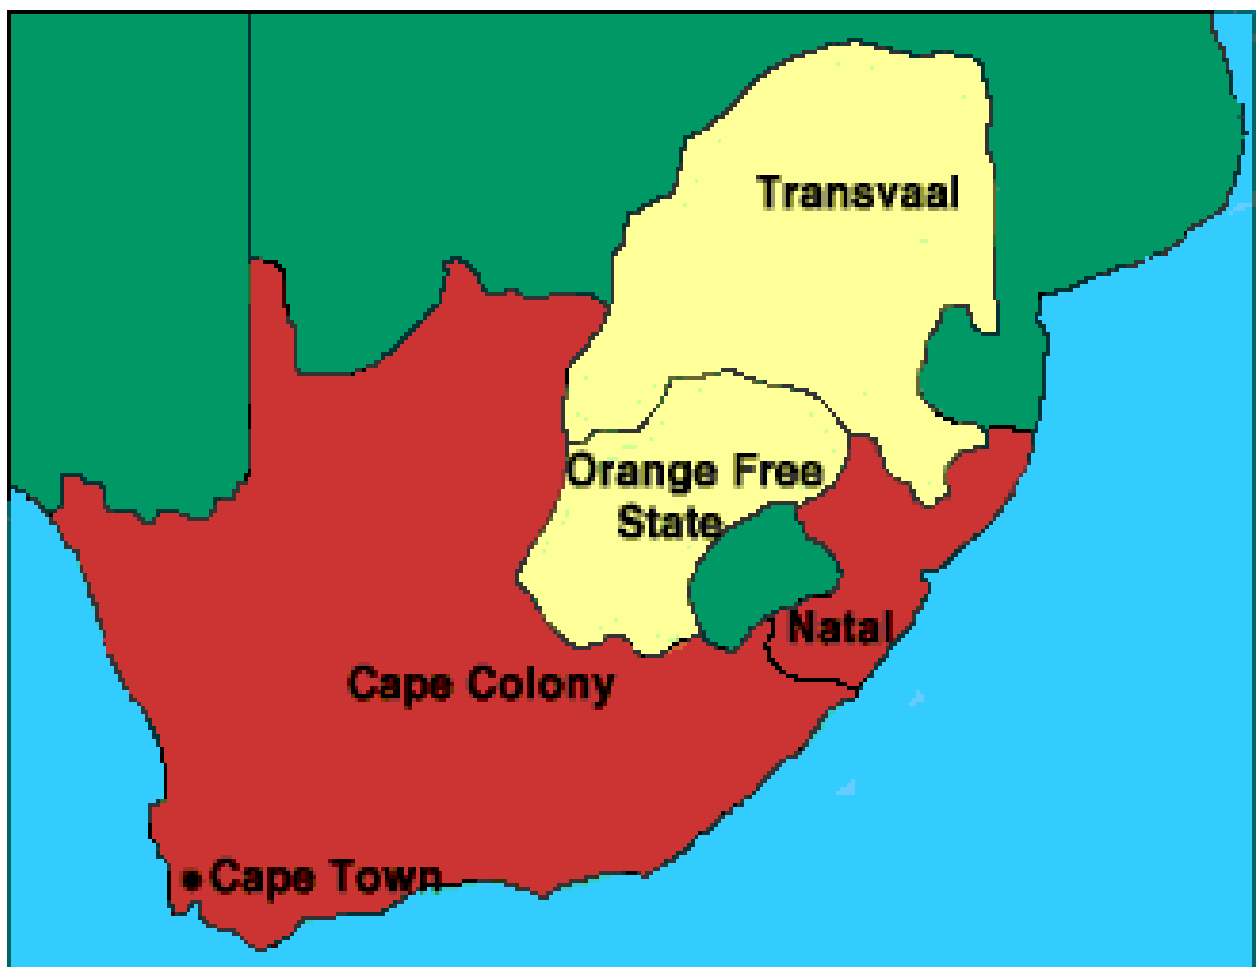 Transvaal
Orange Free
State
Natal
Cape Colony
Cape Town